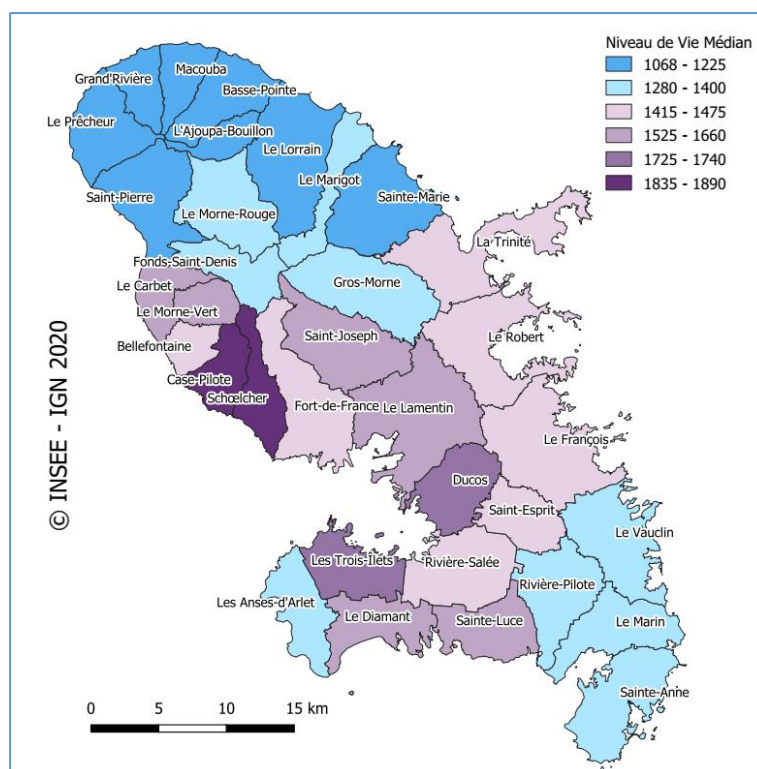 Niveau de Vie Médian
1068 - 1225
1280 - 1400
1415 - 1475
1525 - 1660
1725 - 1740
1835 - 1890
Macouba
Grand'Rivière
Basse-Pointe
Le Prêcheur
L'Ajoupa-Bouillon
Le Lorrain
Le Marigot
Saint-Pierre
Sainte-Marie
Le Morne-Rouge
La Trinité
Fonds-Saint-Denis
Le Carbet
Gros-Morne
Le Morne-Vert
Saint-Joseph
Le Robert
Bellefontaine
Case-Pilote
Schœlcher
Fort-de-France
Le Lamentin
Le François
Ducos
Saint-Esprit
Le Vauclin
Les Trois-Îlets
Rivière-Salée
Rivière-Pilote
Les Anses-d'Arlet
Le Diamant
Sainte-Luce
Le Marin
Sainte-Anne
© INSEE - IGN 2020
0 5 10 15 km